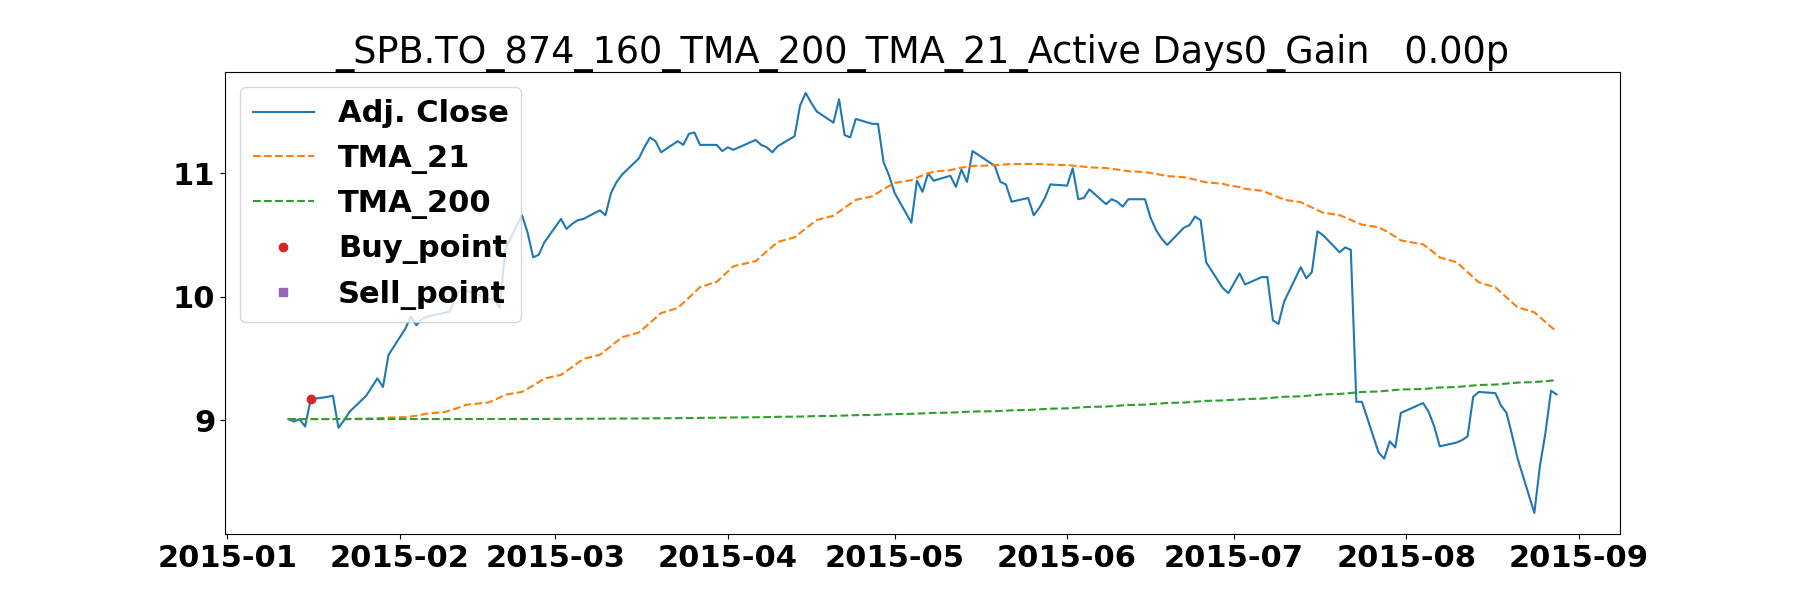 _SPB.TO_874_160_TMA_200_TMA_21_Active Days0_Gain   0.00p
Adj. Close
TMA_21
TMA_200
Buy_point
Sell_point
11
10
9
2015-01 2015-02 2015-03 2015-04 2015-05 2015-06 2015-07 2015-08 2015-09